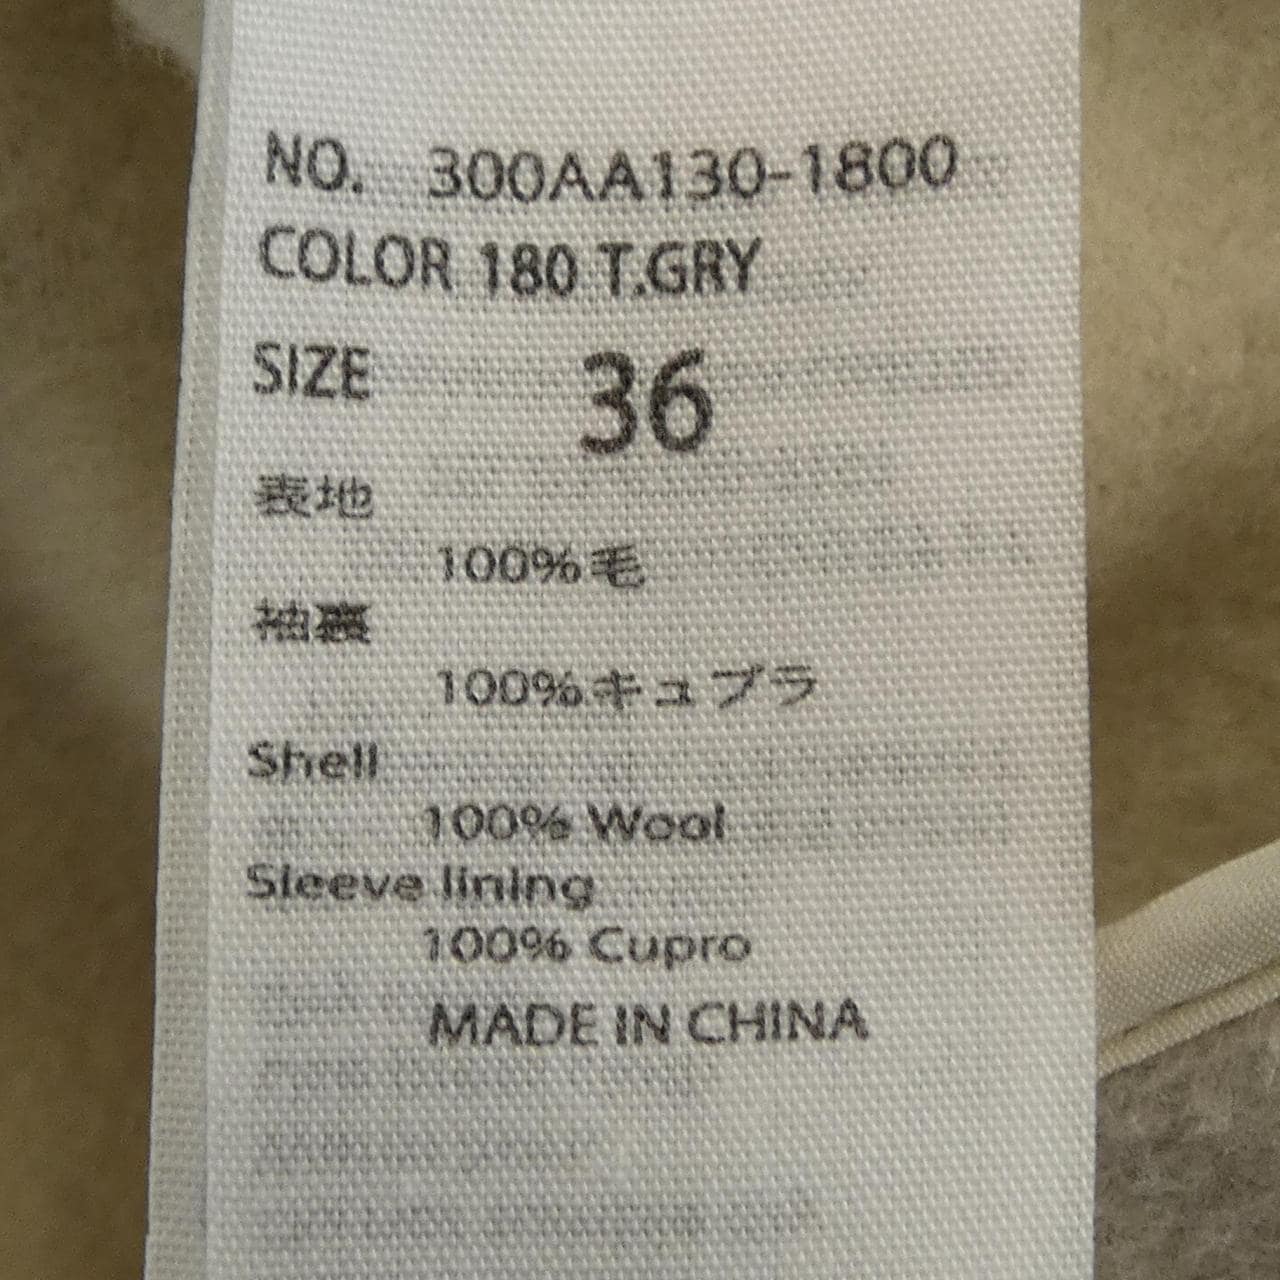 NO. 300AA130-1800
COLOR 180 T.GRY
SIZE 36
表地
100%毛
袖裏
100%キュプラ
Shell
100% Wool
Sleeve lining
100% Cupro
MADE IN CHINA